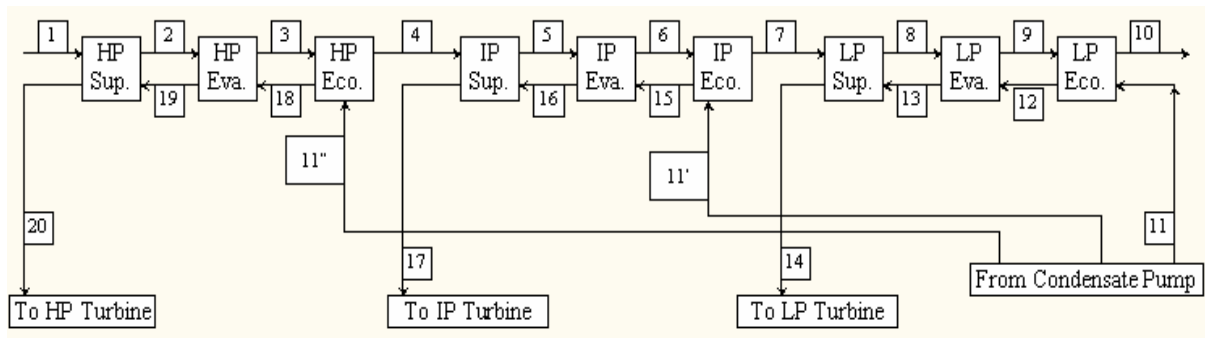 1
HP
Sup.
2
HP
Eva.
3
HP
Eco.
4
IP
Sup.
5
IP
Eva.
6
IP
Eco.
7
LP
Sup.
8
LP
Eva.
9
LP
Eco.
10
19
18
16
15
13
12
11"
11'
20
17
14
11
From Condensate Pump
To HP Turbine
To IP Turbine
To LP Turbine